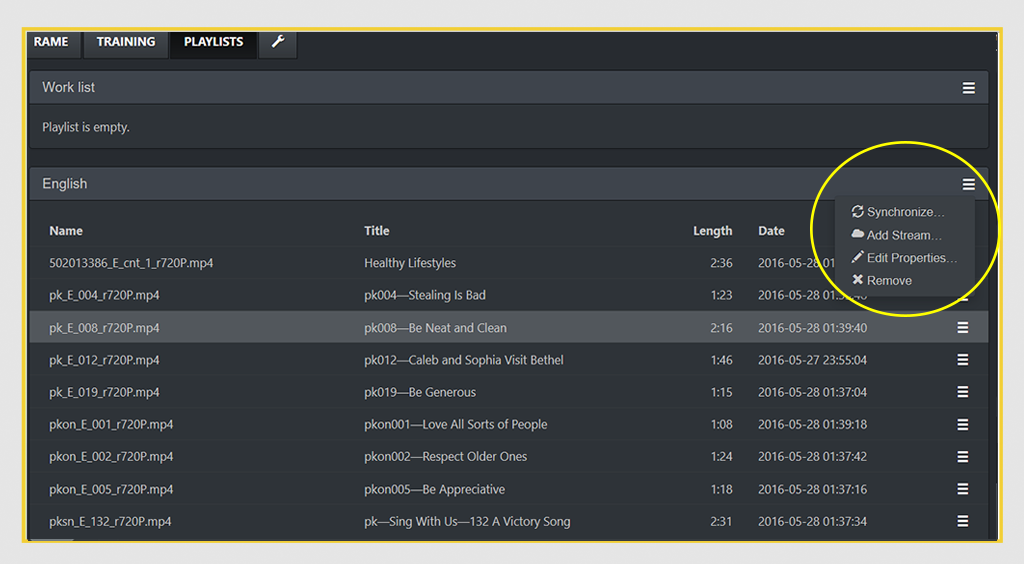 RAME TRAINING PLAYLISTS
Work list
Playlist is empty.
English
Synchronize...
Add Stream...
Edit Properties...
Remove
Name Title Length Date
502013386_E_cnt_1_r720P.mp4 Healthy Lifestyles 2:36 2016-05-28 01
pk_E_004_r720P.mp4 pk004—Stealing Is Bad 1:23 2016-05-28
pk_E_008_r720P.mp4 pk008—Be Neat and Clean 2:16 2016-05-28 01:39:40
pk_E_012_r720P.mp4 pk012—Caleb and Sophia Visit Bethel 1:46 2016-05-27 23:55:04
pk_E_019_r720P.mp4 pk019—Be Generous 1:15 2016-05-28 01:37:04
pkon_E_001_r720P.mp4 pkon001—Love All Sorts of People 1:08 2016-05-28 01:39:18
pkon_E_002_r720P.mp4 pkon002—Respect Older Ones 1:24 2016-05-28 01:37:42
pkon_E_005_r720P.mp4 pkon005—Be Appreciative 1:18 2016-05-28 01:37:16
pksn_E_132_r720P.mp4 pk—Sing With Us—132 A Victory Song 2:31 2016-05-28 01:37:34